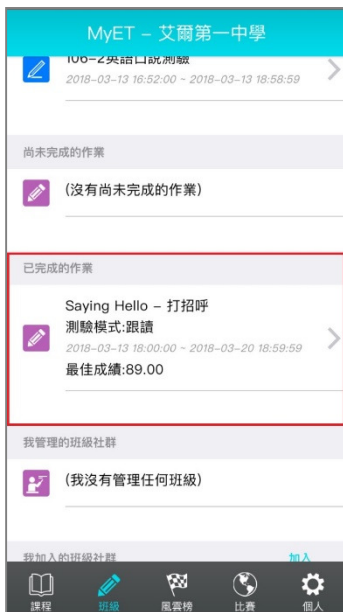 MyET – 艾爾第一中學
106-2英語口說測驗
2018-03-13 16:52:00 ~ 2018-03-13 18:58:59
尚未完成的作業
(沒有尚未完成的作業)
已完成的作業
Saying Hello – 打招呼
測驗模式:跟讀
2018-03-13 18:00:00 ~ 2018-03-20 18:59:59
最佳成績:89.00
我管理的班級社群
(我沒有管理任何班級)
我加入的班級社群 加入
課程 班級 風雲榜 比賽 個人